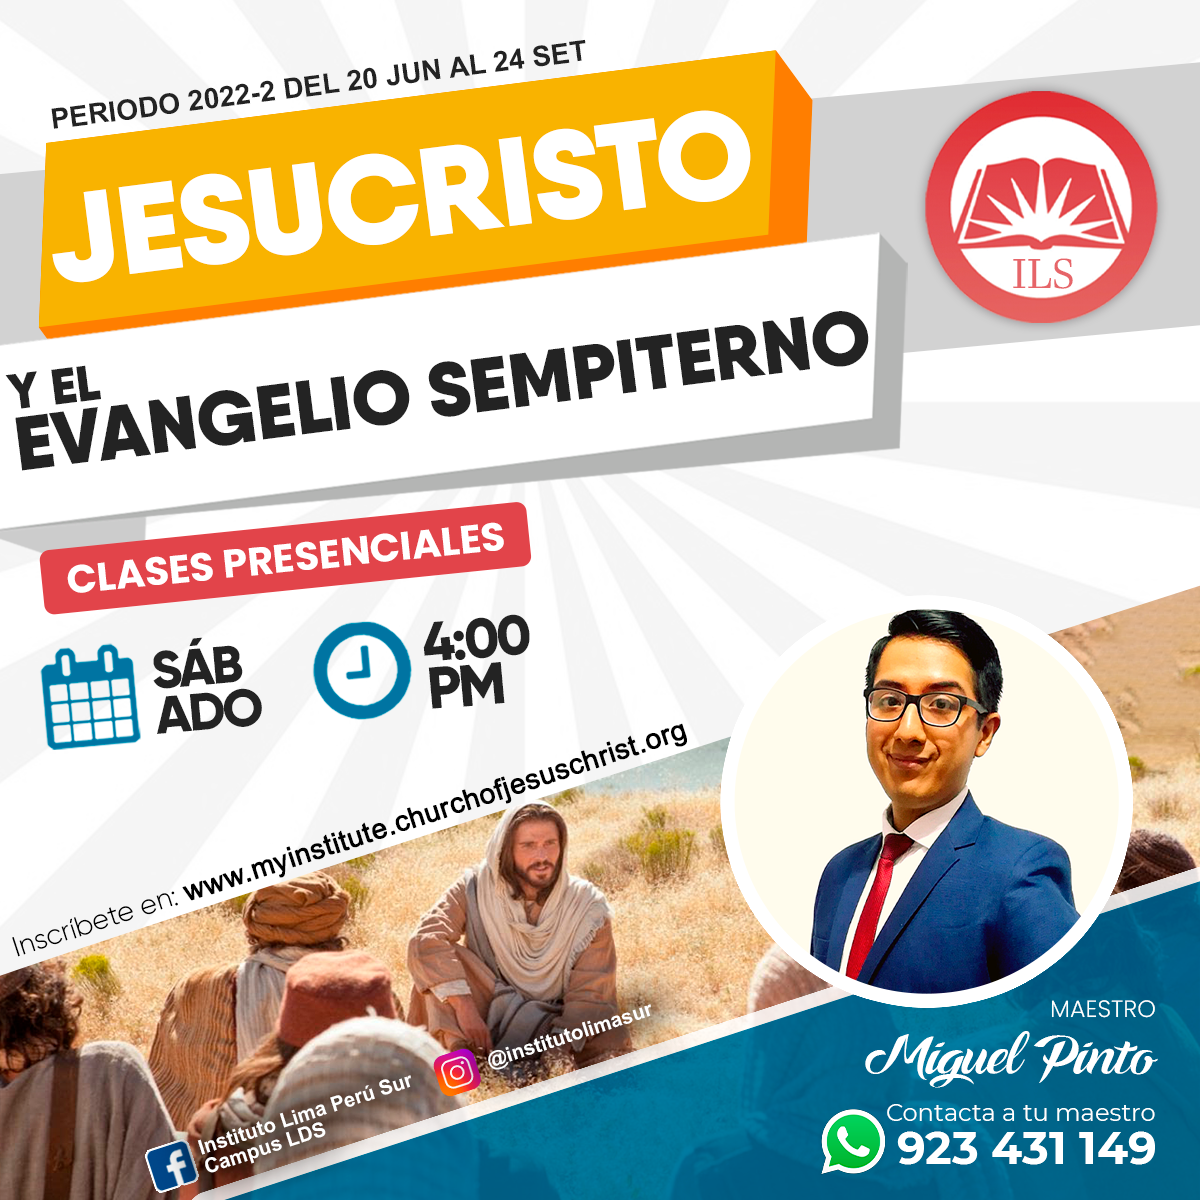 PERIODO 2022-2 DEL 20 JUN AL 24 SET
JESUCRISTO
Y EL
EVANGELIO SEMPITERNO
ILS
CLASES PRESENCIALES
SÁB
ADO
4:00
PM
Inscríbete en: www.myinstitute.churchofjesuschrist.org
@institutolimasur
Instituto Lima Perú Sur
Campus LDS
MAESTRO
Miguel Pinto
Contacta a tu maestro
923 431 149